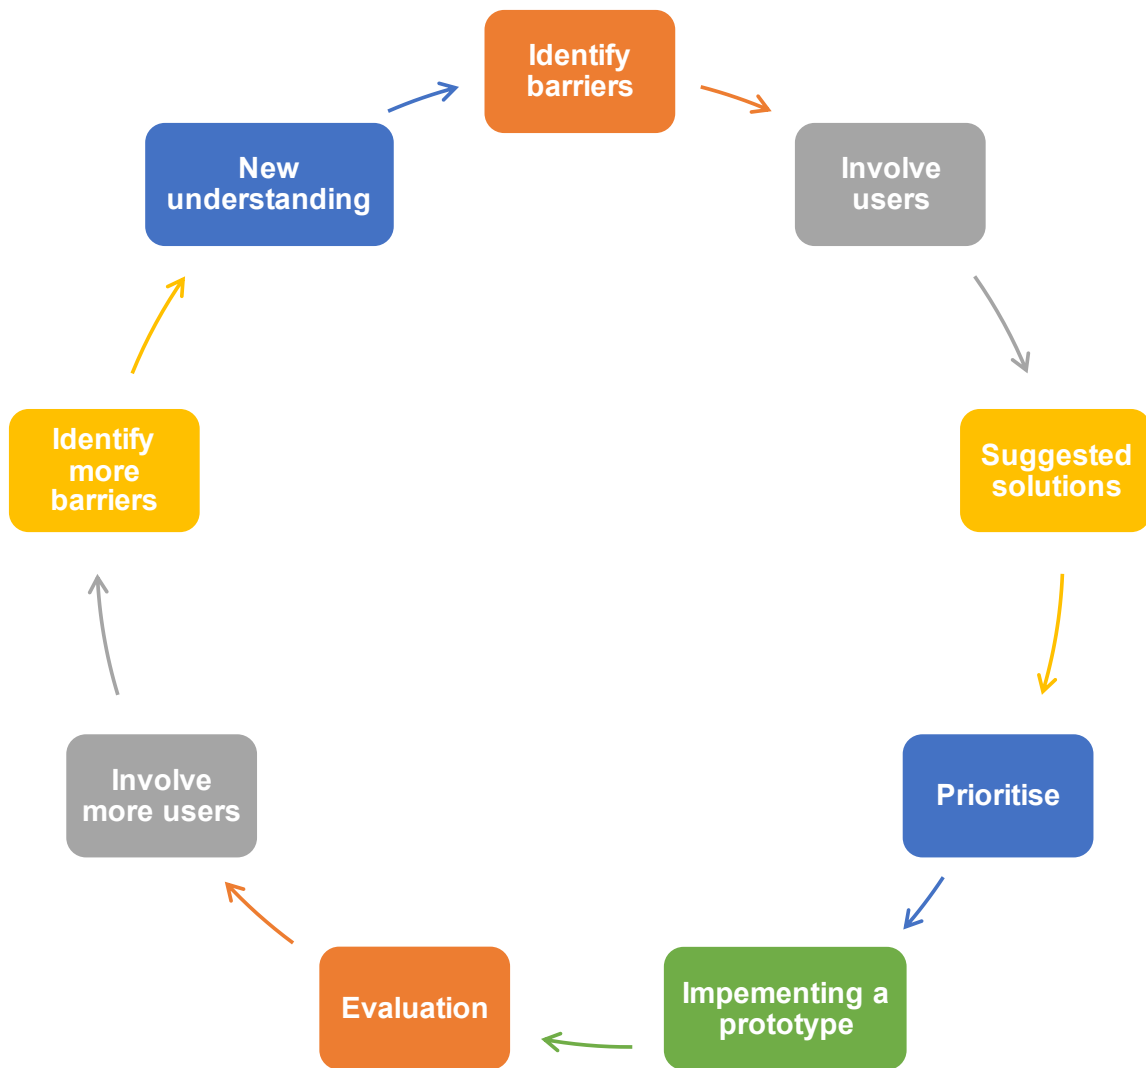 Identify
barriers
Involve
users
Suggested
solutions
Prioritise
Impementing a
prototype
Evaluation
Involve
more users
Identify
more
barriers
New
understanding